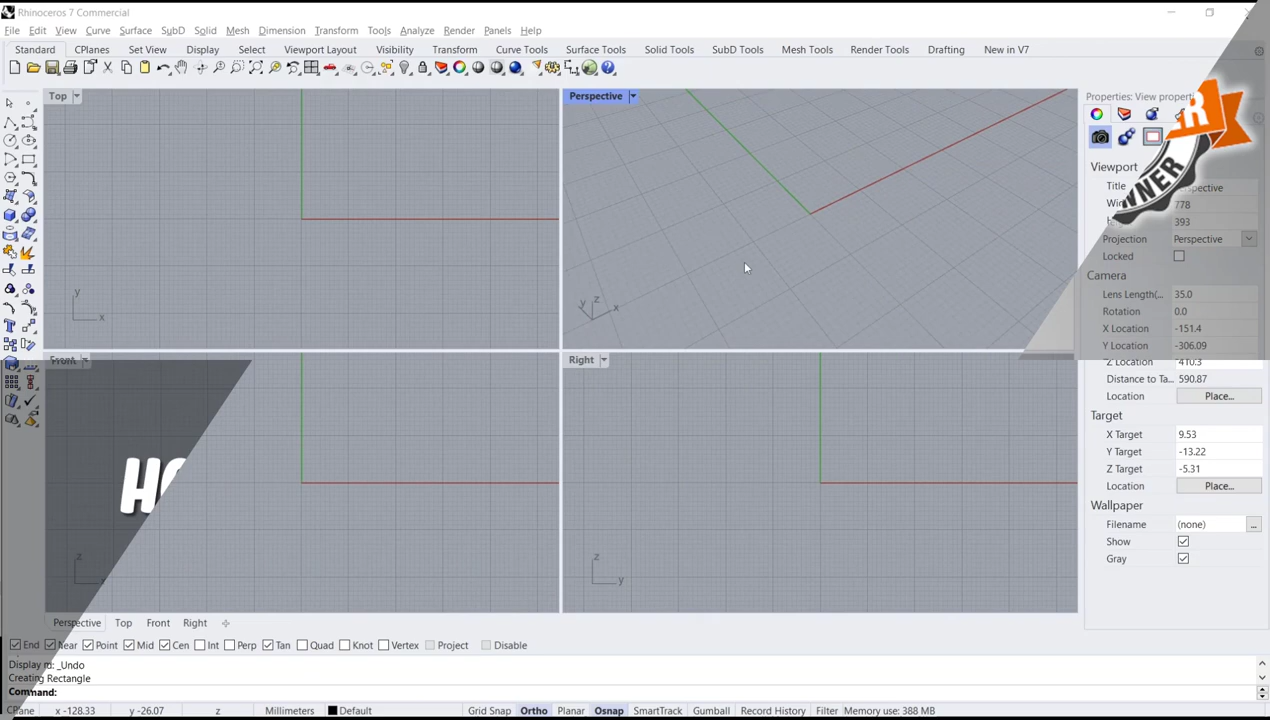 Rhinoceros 7 Commercial
File Edit View Curve Surface SubD Solid Mesh Dimension Transform Tools Analyze Render Panels Help
Standard CPlanes Set View Display Select Viewport Layout Visibility Transform Curve Tools Surface Tools Solid Tools SubD Tools Mesh Tools Render Tools Drafting New in V7
Top
Perspective
Properties: View
Viewport
Title
Projection Perspective
778
393
Locked
Camera
Lens Length(... 35.0
Rotation 0.0
X Location -151.4
Y Location -306.09
Z Location 410.3
Distance to Ta... 590.87
Location Place...
Target
X Target 9.53
Y Target -13.22
Z Target -5.31
Location Place...
Wallpaper
Filename (none) ...
Show
Gray
y x
y z x
Front
Right
z
z y
Perspective Top Front Right
End Near Point Mid Cen Int Perp Tan Quad Knot Vertex Project Disable
_Undo
Creating Rectangle
Command:
CPlane x -128.33 y -26.07 z Millimeters Default Grid Snap Ortho Planar Osnap SmartTrack Gumball Record History Filter Memory use: 388 MB